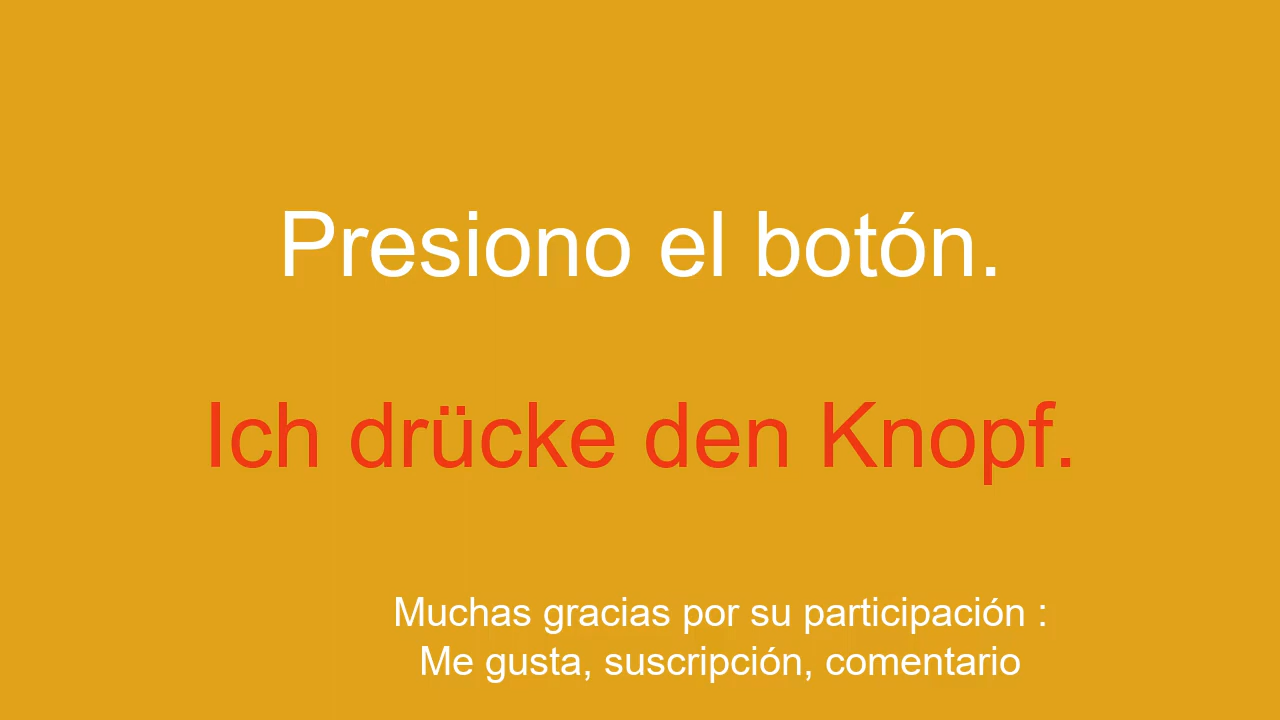 Presiono el botón.
Ich drücke den Knopf.
Muchas gracias por su participación :
Me gusta, suscripción, comentario